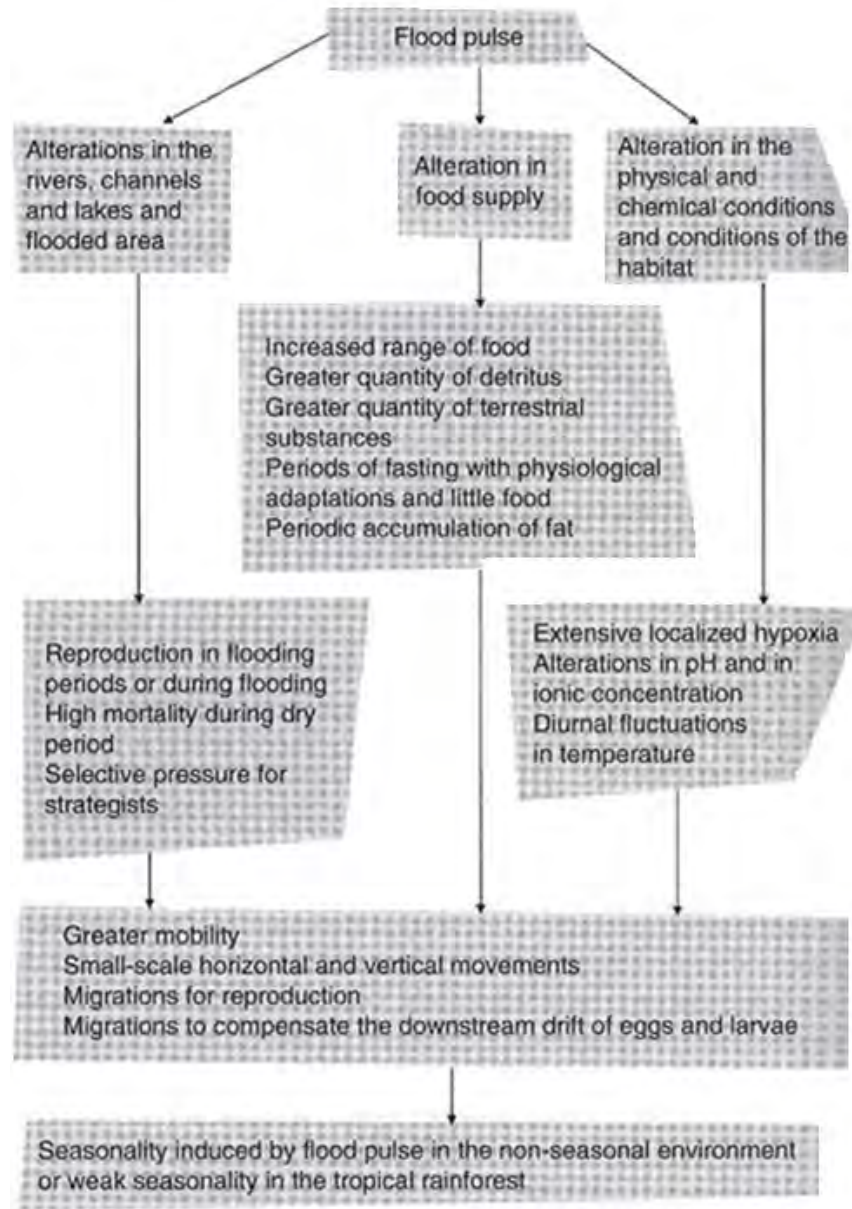 Flood pulse
Alterations in the
rivers, channels
and lakes and
flooded area
Alteration in
food supply
Alteration in the
physical and
chemical conditions
and conditions of the
habitat
Increased range of food
Greater quantity of detritus
Greater quantity of terrestrial
substances
Periods of fasting with physiological
adaptations and little food
Periodic accumulation of fat
Reproduction in flooding
periods or during flooding
High mortality during dry
period
Selective pressure for
strategists
Extensive localized hypoxia
Alterations in pH and in
ionic concentration
Diurnal fluctuations
in temperature
Greater mobility
Small-scale horizontal and vertical movements
Migrations for reproduction
Migrations to compensate the downstream drift of eggs and larvae
Seasonality induced by flood pulse in the non-seasonal environment
or weak seasonality in the tropical rainforest